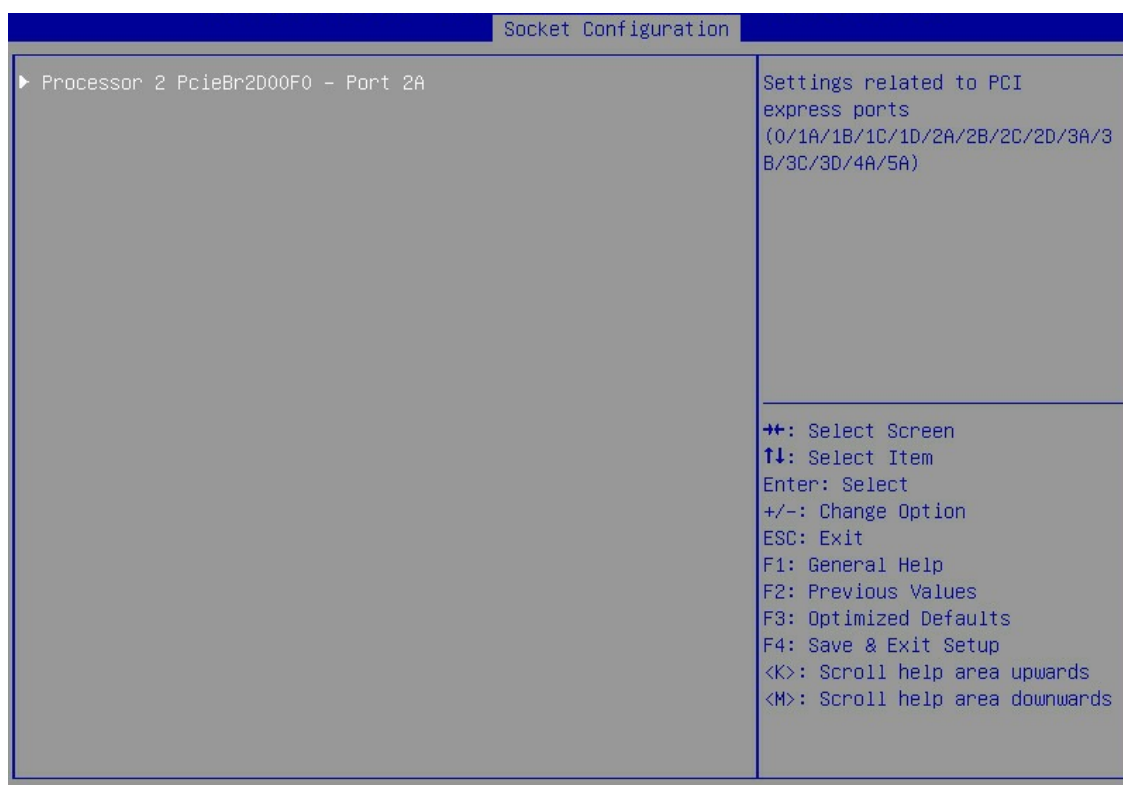 Socket Configuration
▶ Processor 2 PcieBr2D00F0 - Port 2A
Settings related to PCI
express ports
(0/1A/1B/1C/1D/2A/2B/2C/2D/3A/3
B/3C/3D/4A/5A)
→←: Select Screen
↑↓: Select Item
Enter: Select
+/-: Change Option
ESC: Exit
F1: General Help
F2: Previous Values
F3: Optimized Defaults
F4: Save & Exit Setup
<K>: Scroll help area upwards
<M>: Scroll help area downwards